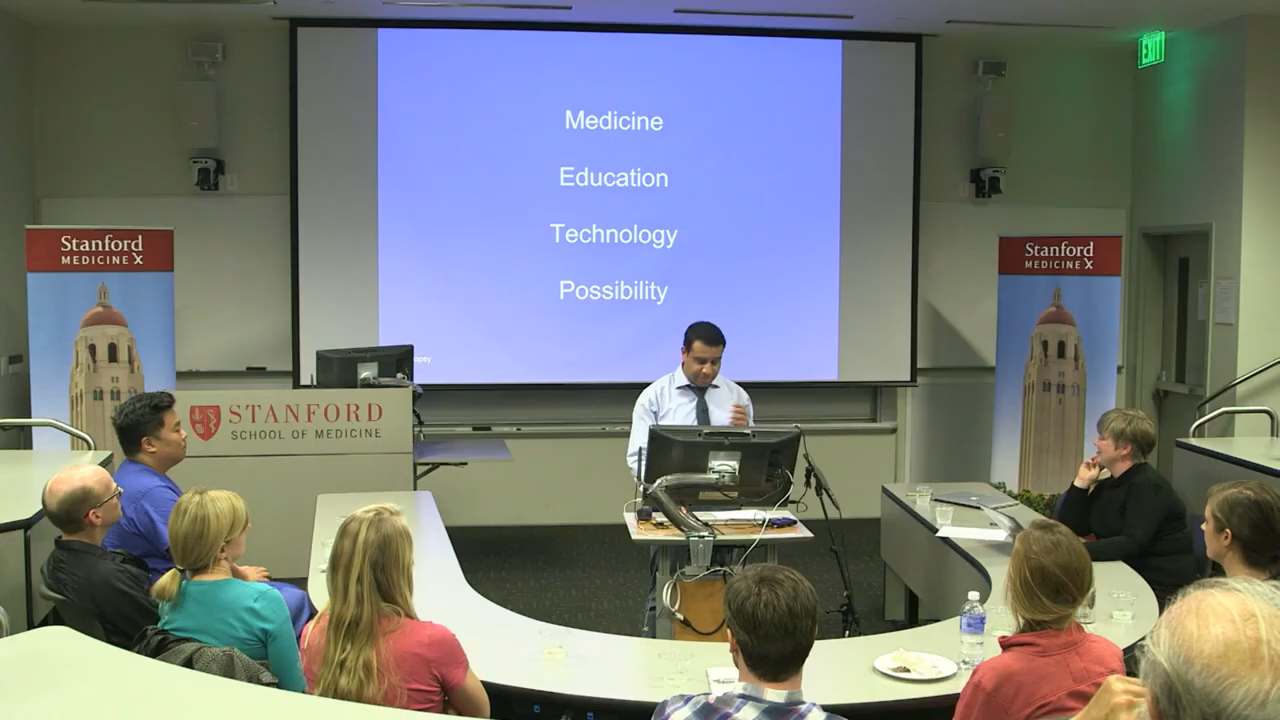 EXIT
Medicine
Education
Technology
Possibility
Stanford
MEDICINE X
Stanford
MEDICINE X
STANFORD
SCHOOL OF MEDICINE